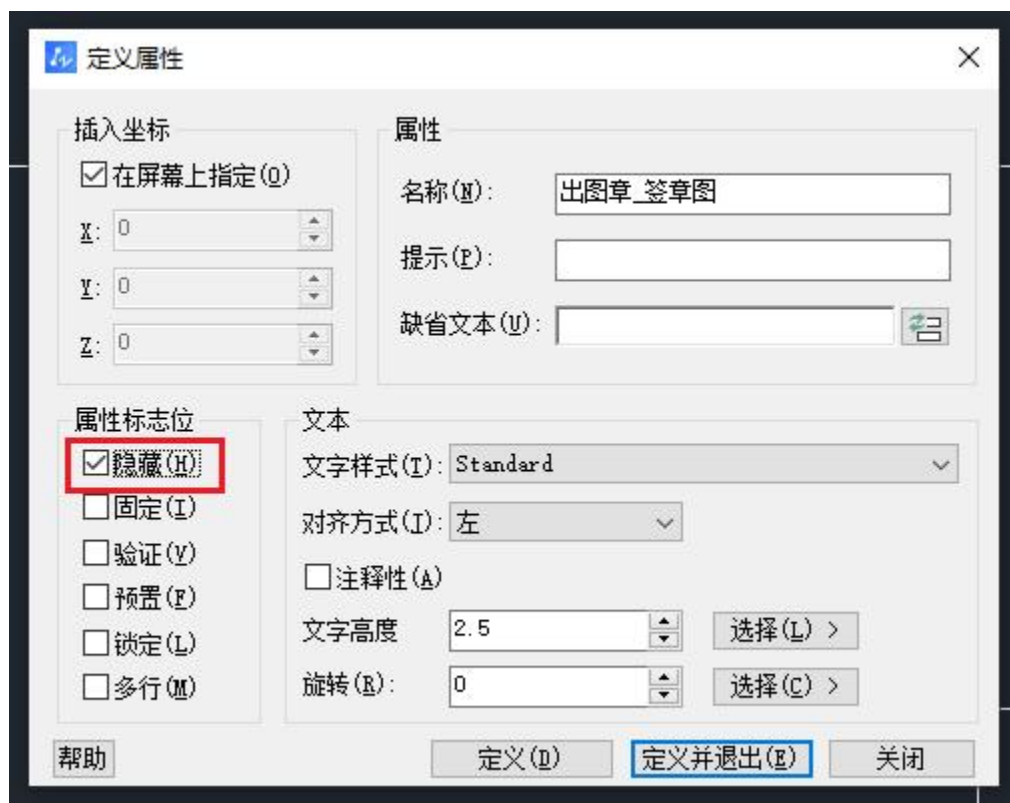 定义属性
插入坐标
在屏幕上指定(O)
X: 0
Y: 0
Z: 0
属性
名称(N): 出图章_签章图
提示(P):
缺省文本(U):
属性标志位
隐藏(H)
固定(I)
验证(V)
预置(F)
锁定(L)
多行(M)
文本
文字样式(T): Standard
对齐方式(I): 左
注释性(A)
文字高度 2.5 选择(L) >
旋转(R): 0 选择(C) >
帮助 定义(D) 定义并退出(E) 关闭